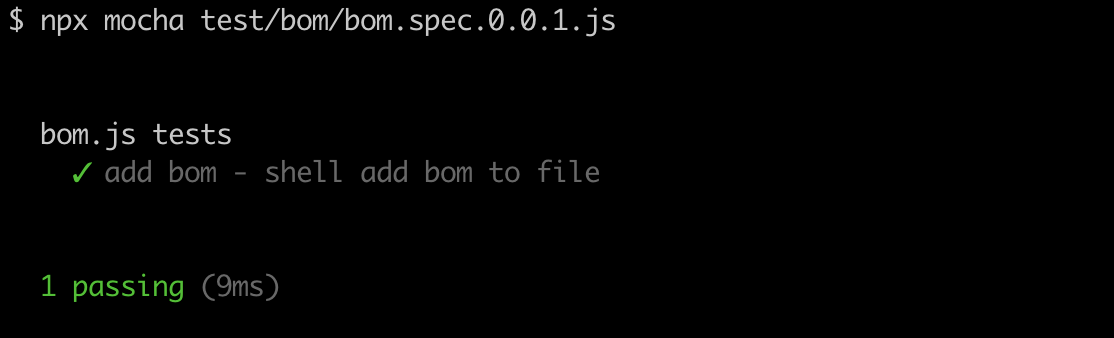 $ npx mocha test/bom/bom.spec.0.0.1.js
bom.js tests
✓ add bom - shell add bom to file
1 passing (9ms)